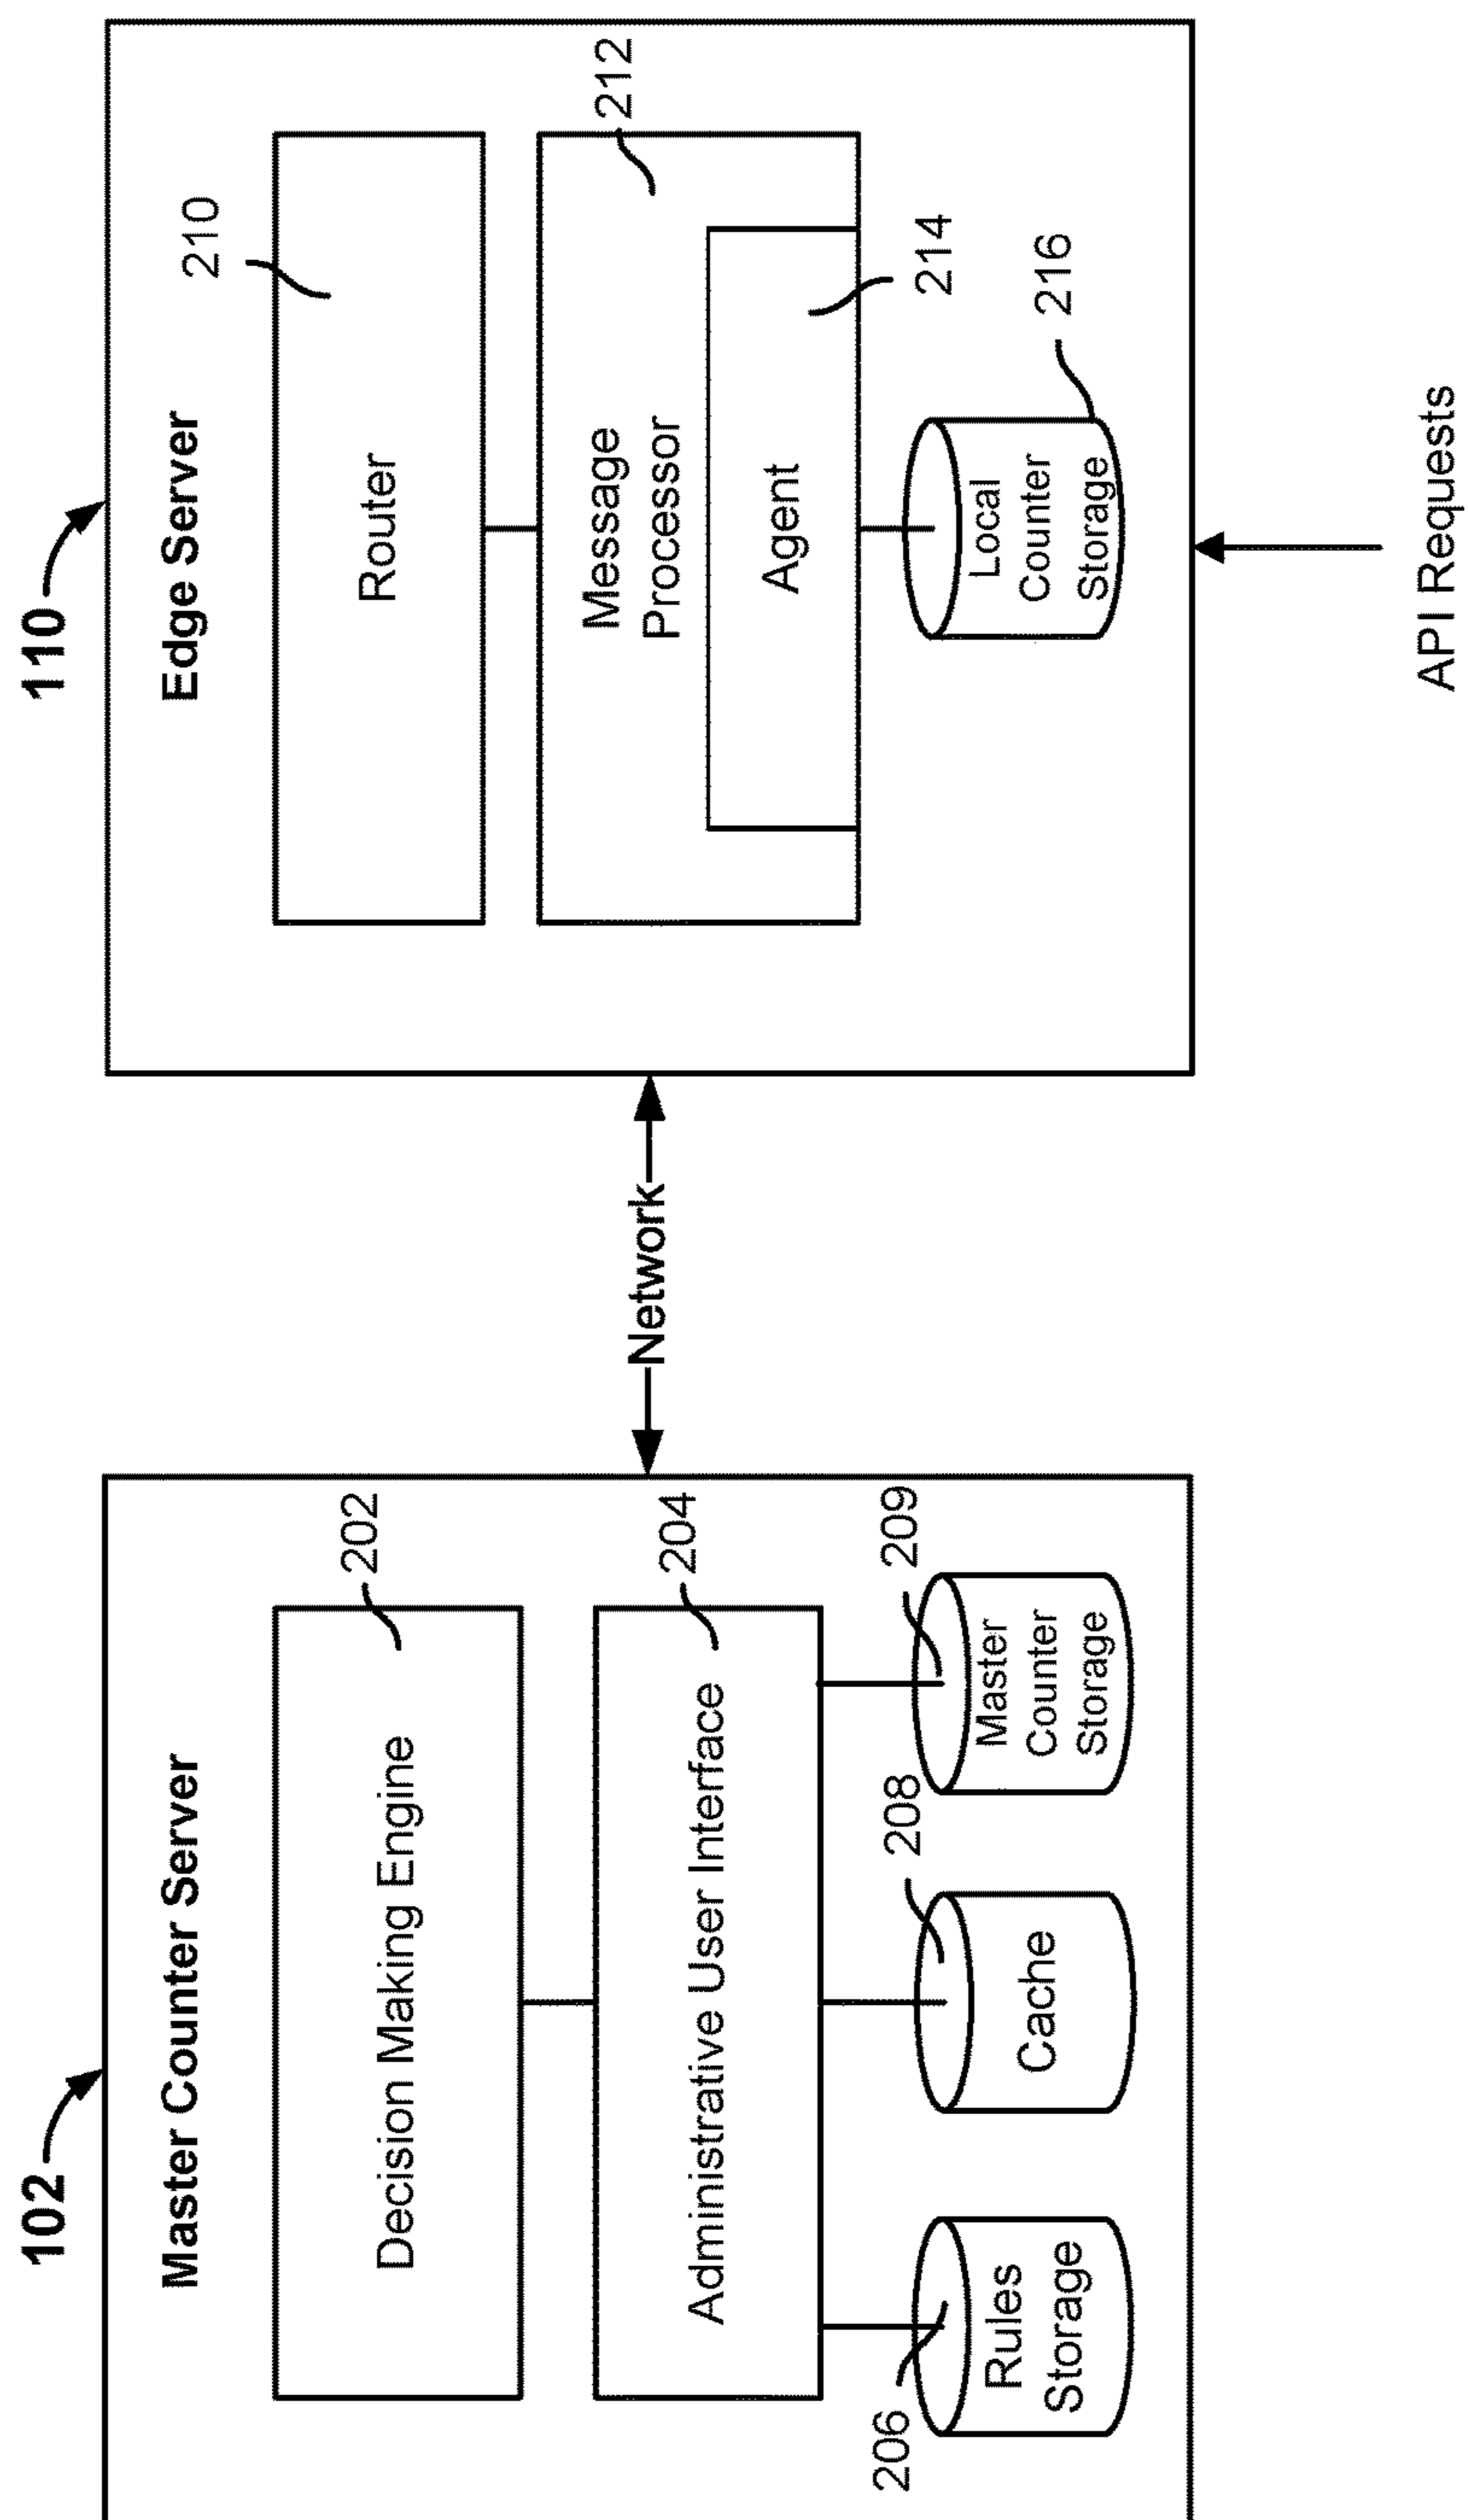 102
Master Counter Server
202
Decision Making Engine
204
Administrative User Interface
206
Rules
Storage
208
Cache
209
Master
Counter
Storage
Network
110
Edge Server
210
Router
212
Message
Processor
214
Agent
216
Local
Counter
Storage
API Requests